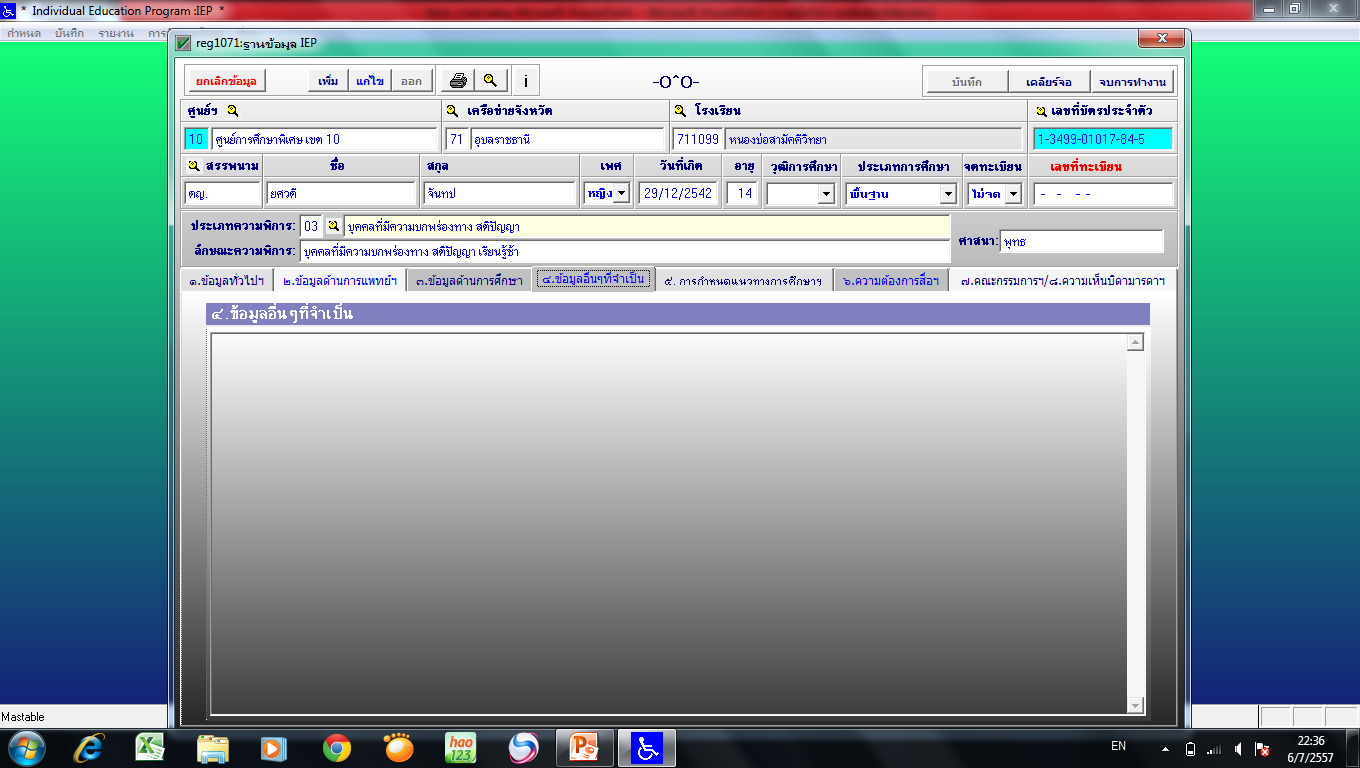 * Individual Education Program :IEP *
กำหนด บันทึก รายงาน
reg1071:ฐานข้อมูล IEP
ยกเลิกข้อมูล เพิ่ม แก้ไข ออก i -O^O- บันทึก เคลียร์จอ จบการทำงาน
ศูนย์ฯ เครือข่ายจังหวัด โรงเรียน เลขที่บัตรประจำตัว
10 ศูนย์การศึกษาพิเศษ เขต 10 71 อุบลราชธานี 711099 หนองบ่อสามัคคีวิทยา 1-3499-01017-84-5
สรรพนาม ชื่อ สกุล เพศ วันที่เกิด อายุ วุฒิการศึกษา ประเภทการศึกษา จดทะเบียน เลขที่ทะเบียน
ดญ. ยศวดี จันทป หญิง 29/12/2542 14 พื้นฐาน ไม่จด - - - -
ประเภทความพิการ: 03 บุคคลที่มีความบกพร่องทาง สติปัญญา
ลักษณะความพิการ: บุคคลที่มีความบกพร่องทาง สติปัญญา เรียนรู้ช้า ศาสนา: พุทธ
๑.ข้อมูลทั่วไปฯ ๒.ข้อมูลด้านการแพทย์ฯ ๓.ข้อมูลด้านการศึกษา ๔.ข้อมูลอื่นๆที่จำเป็น ๕. การกำหนดแนวทางการศึกษาฯ ๖.ความต้องการสื่อฯ ๗.คณะกรรมการฯ/๘.ความเห็นบิดามารดาฯ
๔.ข้อมูลอื่นๆที่จำเป็น
Mastable
hao
123
EN
22:36
6/7/2557